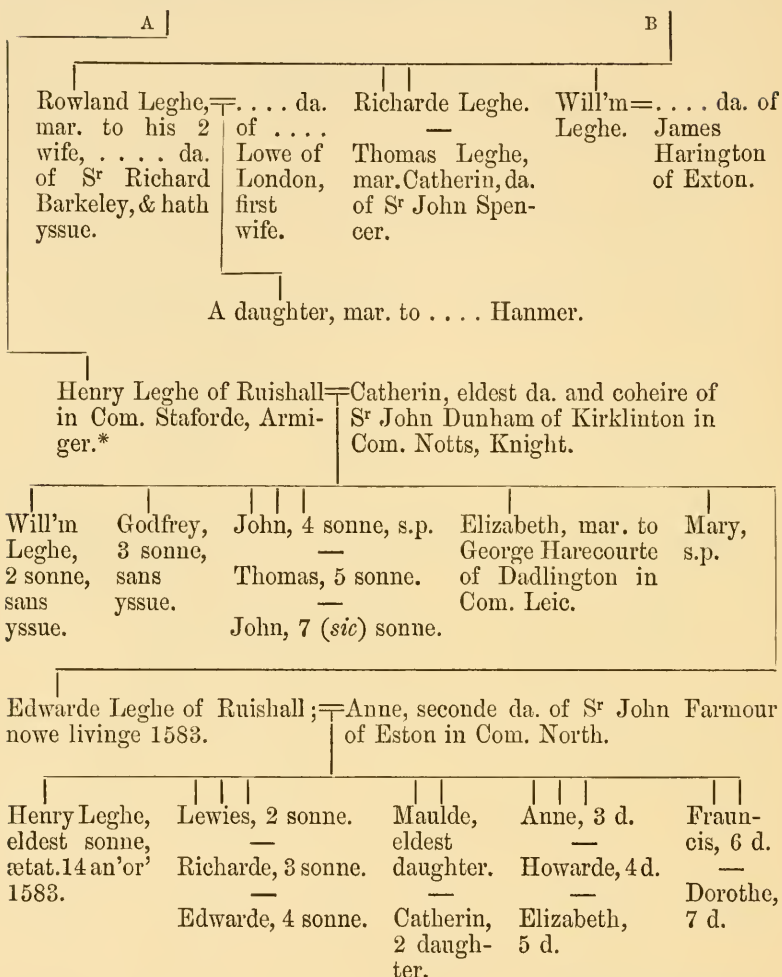 A
B
Rowland Leghe,
mar. to his 2
wife, . . . . da.
of Sʳ Richard
Barkeley, & hath
yssue.
=. . . . da.
of . . . .
Lowe of
London,
first
wife.
Richarde Leghe.
—
Thomas Leghe,
mar. Catherin, da.
of Sʳ John Spen-
cer.
Will'm
Leghe.
=. . . . da. of
James
Harington
of Exton.
A daughter, mar. to . . . . Hanmer.
Henry Leghe of Ruishall
in Com. Staforde, Armi-
ger.*
=Catherin, eldest da. and coheire of
Sʳ John Dunham of Kirklinton in
Com. Notts, Knight.
Will'm
Leghe,
2 sonne,
sans
yssue.
Godfrey,
3 sonne,
sans
yssue.
John, 4 sonne, s.p.
—
Thomas, 5 sonne.
—
John, 7 (sic) sonne.
Elizabeth, mar. to
George Harecourte
of Dadlington in
Com. Leic.
Mary,
s.p.
Edwarde Leghe of Ruishall;
nowe livinge 1583.
=Anne, seconde da. of Sʳ John Farmour
of Eston in Com. North.
Henry Leghe,
eldest sonne,
ætat. 14 an'or'
1583.
Lewies, 2 sonne.
—
Richarde, 3 sonne.
—
Edwarde, 4 sonne.
Maulde,
eldest
daughter.
—
Catherin,
2 daugh-
ter.
Anne, 3 d.
—
Howarde, 4 d.
—
Elizabeth,
5 d.
Fraun-
cis, 6 d.
—
Dorothe,
7 d.